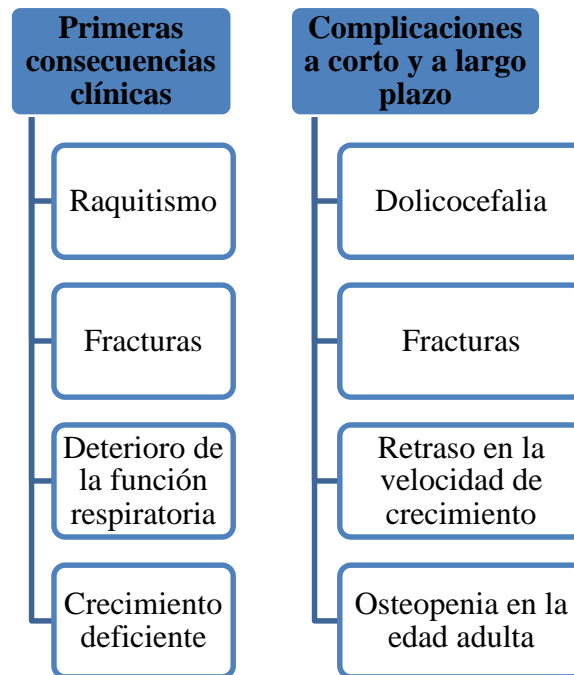 Primeras
consecuencias
clínicas
Raquitismo
Fracturas
Deterioro de
la función
respiratoria
Crecimiento
deficiente
Complicaciones
a corto y a largo
plazo
Dolicocefalia
Fracturas
Retraso en la
velocidad de
crecimiento
Osteopenia en la
edad adulta